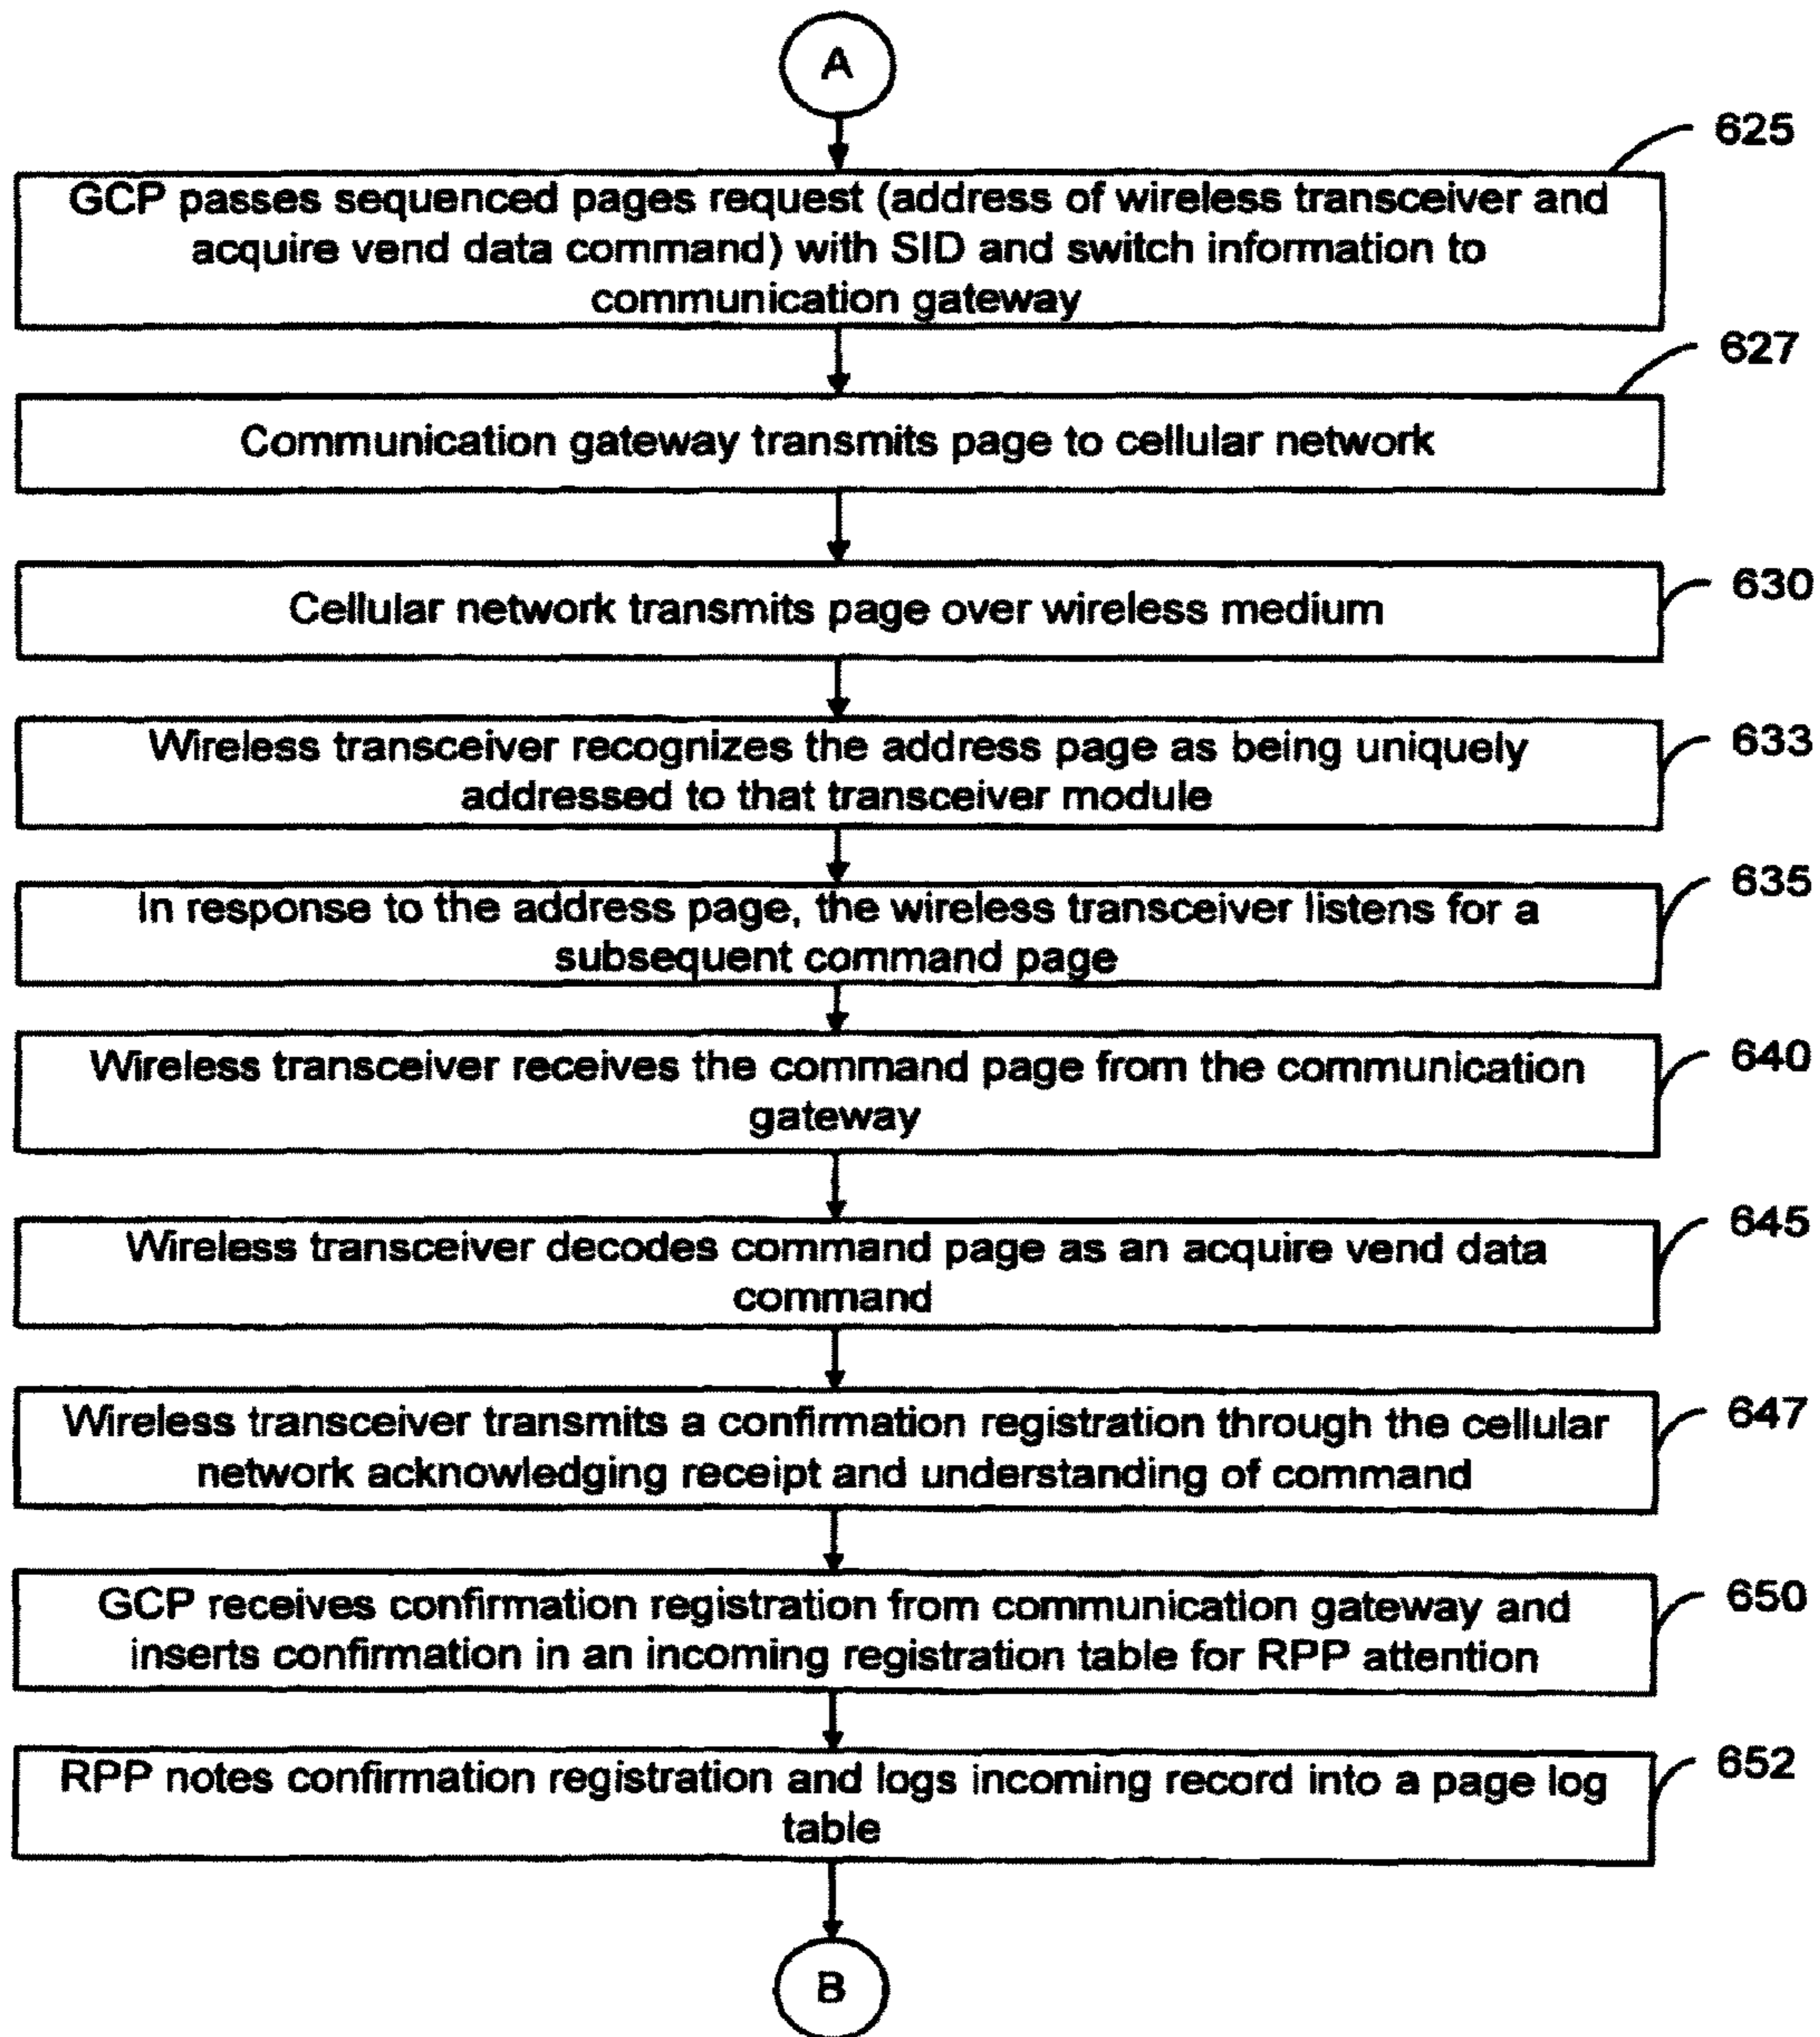 A
625
GCP passes sequenced pages request (address of wireless transceiver and
acquire vend data command) with SID and switch information to
communication gateway
627
Communication gateway transmits page to cellular network
630
Cellular network transmits page over wireless medium
633
Wireless transceiver recognizes the address page as being uniquely
addressed to that transceiver module
635
In response to the address page, the wireless transceiver listens for a
subsequent command page
640
Wireless transceiver receives the command page from the communication
gateway
645
Wireless transceiver decodes command page as an acquire vend data
command
647
Wireless transceiver transmits a confirmation registration through the cellular
network acknowledging receipt and understanding of command
650
GCP receives confirmation registration from communication gateway and
inserts confirmation in an incoming registration table for RPP attention
652
RPP notes confirmation registration and logs incoming record into a page log
table
B